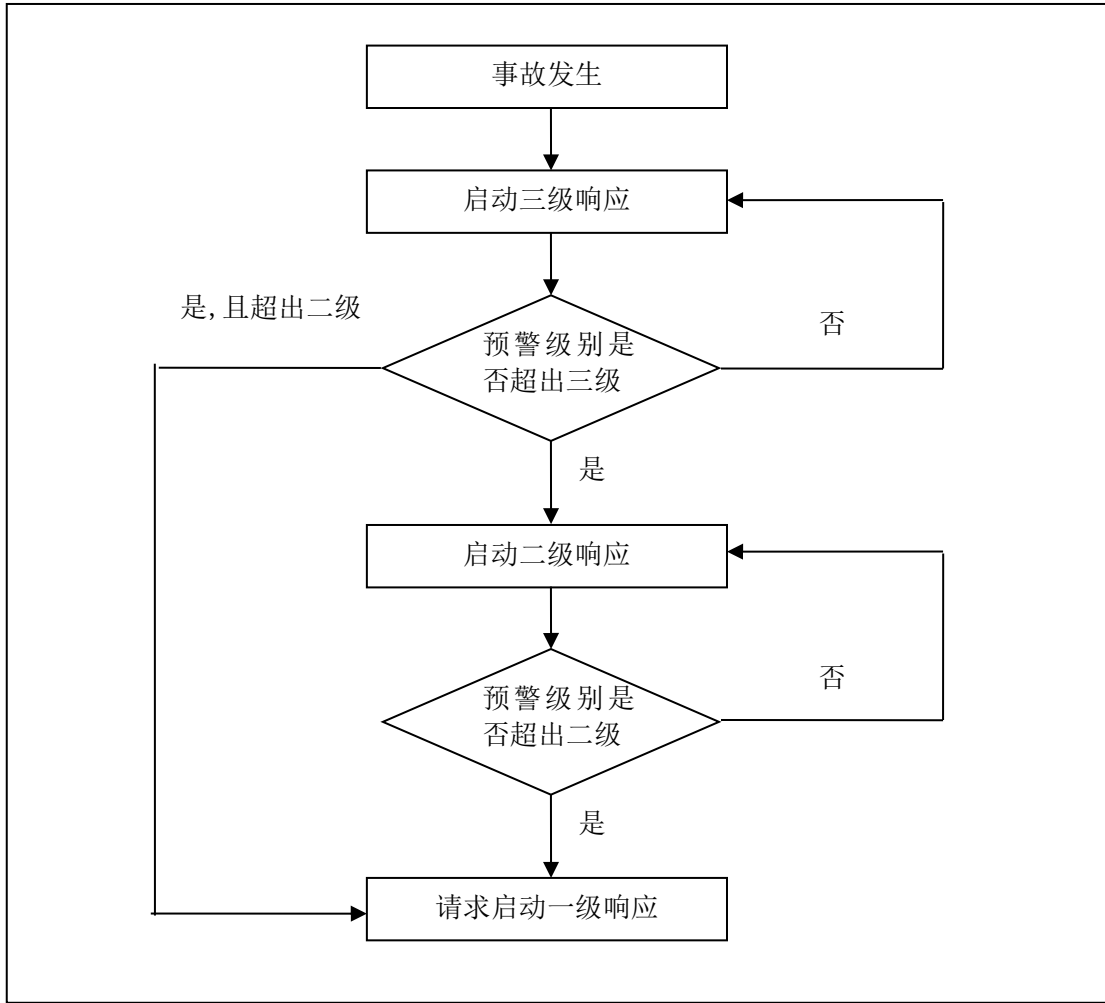 事故发生
启动三级响应
是,且超出二级
否
预警级别是
否超出三级
是
启动二级响应
否
预警级别是
否超出二级
是
请求启动一级响应